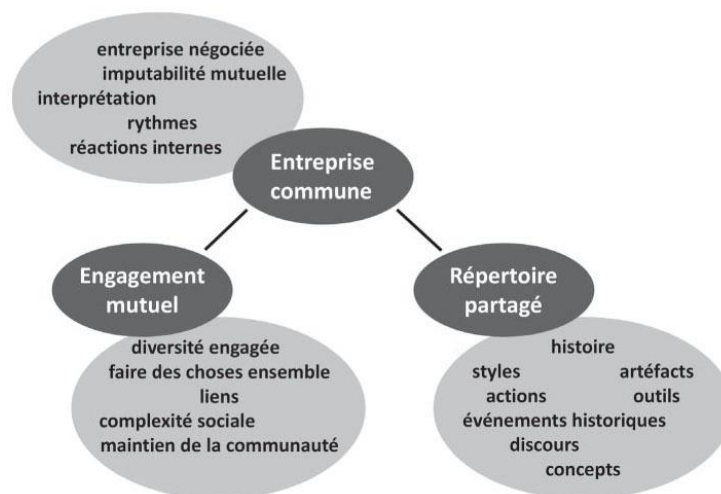 entreprise négociée
imputabilité mutuelle
interprétation
rythmes
réactions internes
Entreprise
commune
Engagement
mutuel
diversité engagée
faire des choses ensemble
liens
complexité sociale
maintien de la communauté
Répertoire
partagé
histoire
styles artéfacts
actions outils
événements historiques
discours
concepts